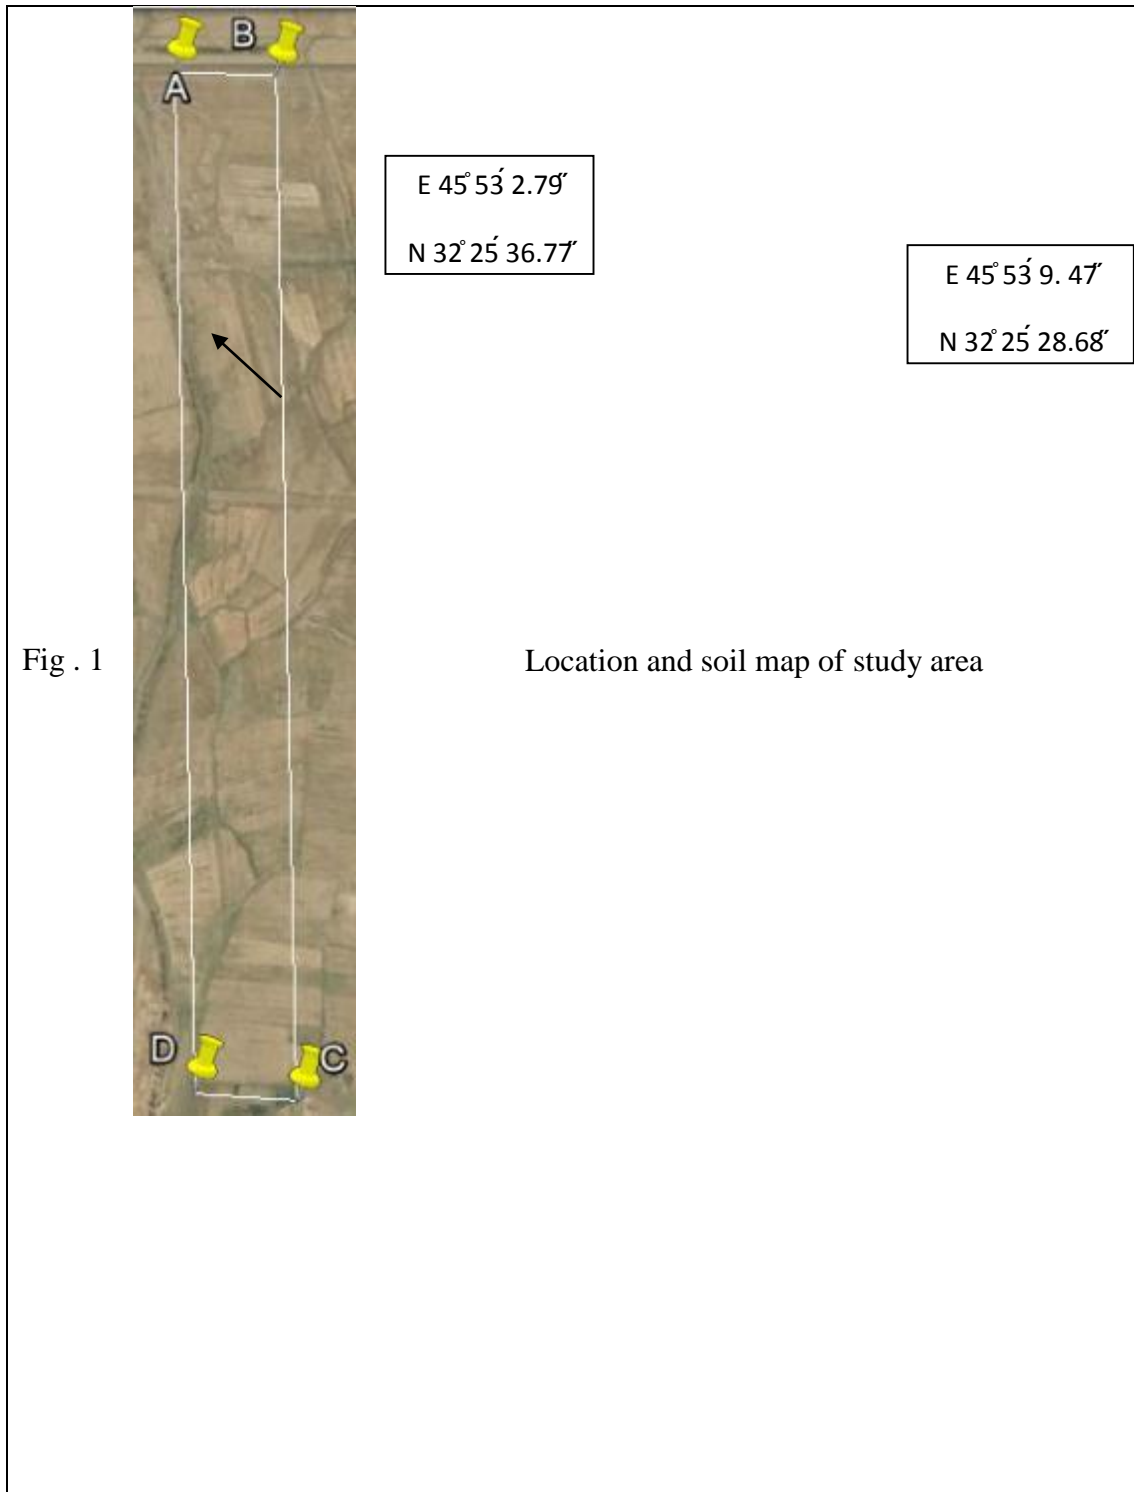 B
A
E 45° 53′ 2.79″
N 32° 25′ 36.77″
E 45° 53′ 9. 47″
N 32° 25′ 28.68″
Fig . 1 Location and soil map of study area
D
C